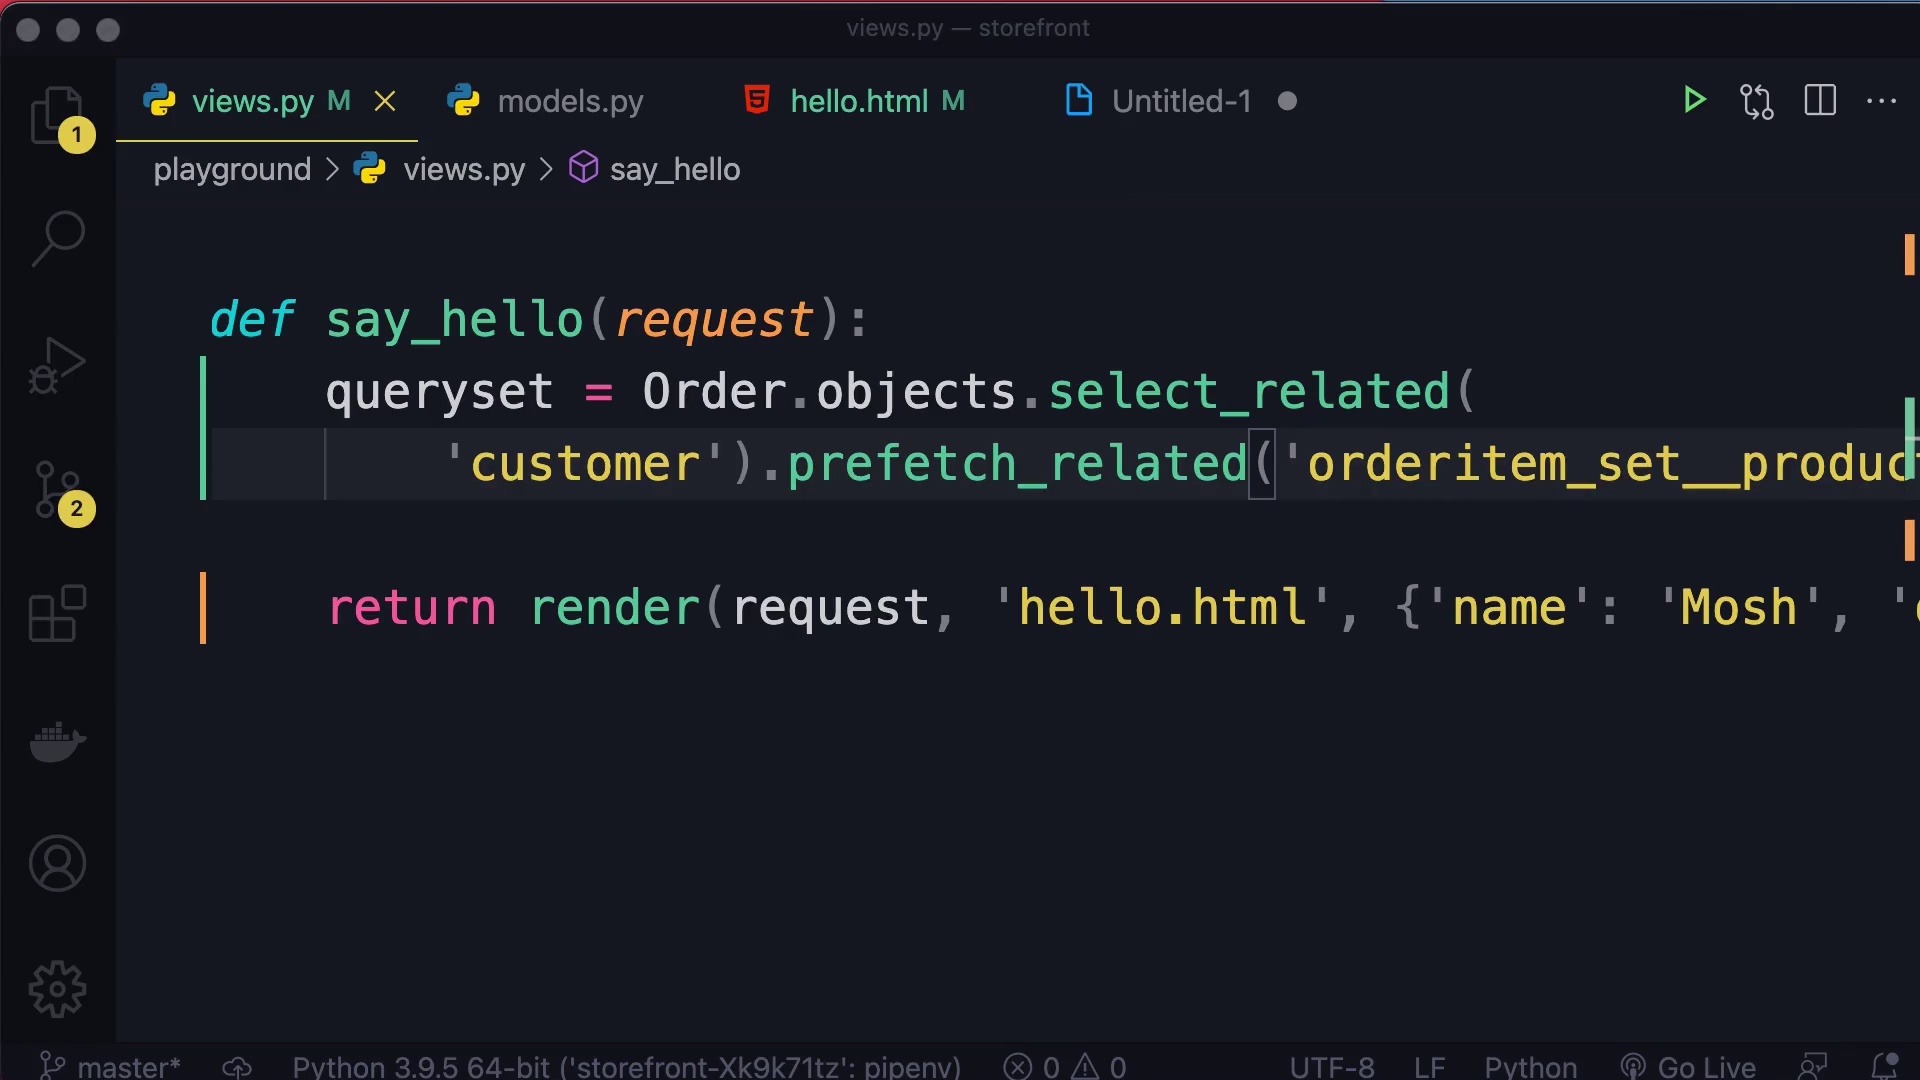 views.py — storefront
views.py M models.py hello.html M Untitled-1
1
playground > views.py > say_hello
def say_hello(request):
queryset = Order.objects.select_related(
'customer').prefetch_related('orderitem_set__produc
2
return render(request, 'hello.html', {'name': 'Mosh', '
master* Python 3.9.5 64-bit ('storefront-Xk9k71tz': pipenv) 0 0 UTF-8 LF Python Go Live